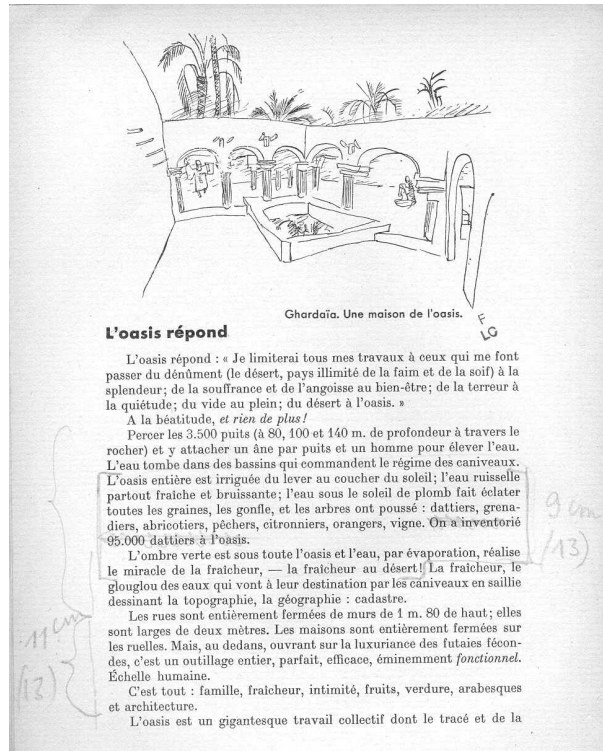 Ghardaïa. Une maison de l'oasis.
F
LC
L'oasis répond
L'oasis répond : « Je limiterai tous mes travaux à ceux qui me font
passer du dénûment (le désert, pays illimité de la faim et de la soif) à la
splendeur; de la souffrance et de l'angoisse au bien-être; de la terreur à
la quiétude; du vide au plein; du désert à l'oasis. »
A la béatitude, et rien de plus!
Percer les 3.500 puits (à 80, 100 et 140 m. de profondeur à travers le
rocher) et y attacher un âne par puits et un homme pour élever l'eau.
L'eau tombe dans des bassins qui commandent le régime des caniveaux.
L'oasis entière est irriguée du lever au coucher du soleil; l'eau ruisselle
partout fraîche et bruissante; l'eau sous le soleil de plomb fait éclater
toutes les graines, les gonfle, et les arbres ont poussé : dattiers, grena-
diers, abricotiers, pêchers, citronniers, orangers, vigne. On a inventorié
95.000 dattiers à l'oasis.
9 cm
/13)
L'ombre verte est sous toute l'oasis et l'eau, par évaporation, réalise
le miracle de la fraîcheur, — la fraîcheur au désert! La fraîcheur, le
glouglou des eaux qui vont à leur destination par les caniveaux en saillie
dessinant la topographie, la géographie : cadastre.
Les rues sont entièrement fermées de murs de 1 m. 80 de haut; elles
sont larges de deux mètres. Les maisons sont entièrement fermées sur
les ruelles. Mais, au dedans, ouvrant sur la luxuriance des futaies fécon-
des, c'est un outillage entier, parfait, efficace, éminemment fonctionnel.
Échelle humaine.
11 cm
/13)
C'est tout : famille, fraîcheur, intimité, fruits, verdure, arabesques
et architecture.
L'oasis est un gigantesque travail collectif dont le tracé et de la